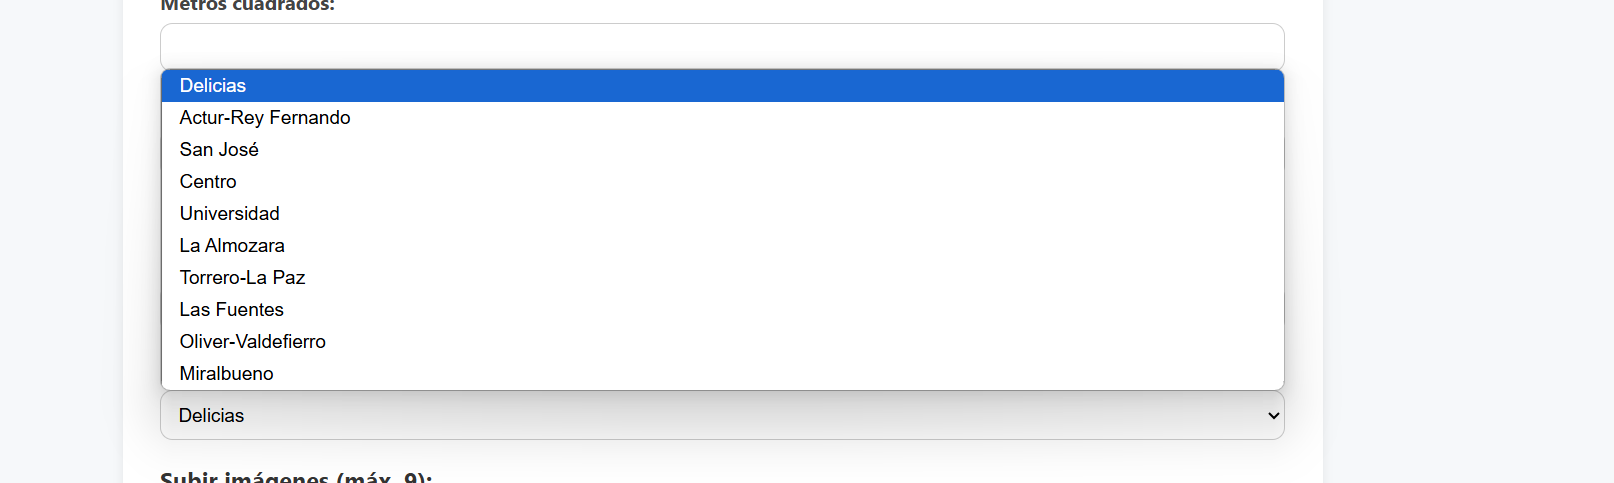 Metros cuadrados:
Delicias
Actur-Rey Fernando
San José
Centro
Universidad
La Almozara
Torrero-La Paz
Las Fuentes
Oliver-Valdefierro
Miralbueno
Delicias
Subir imágenes (máx. 9):